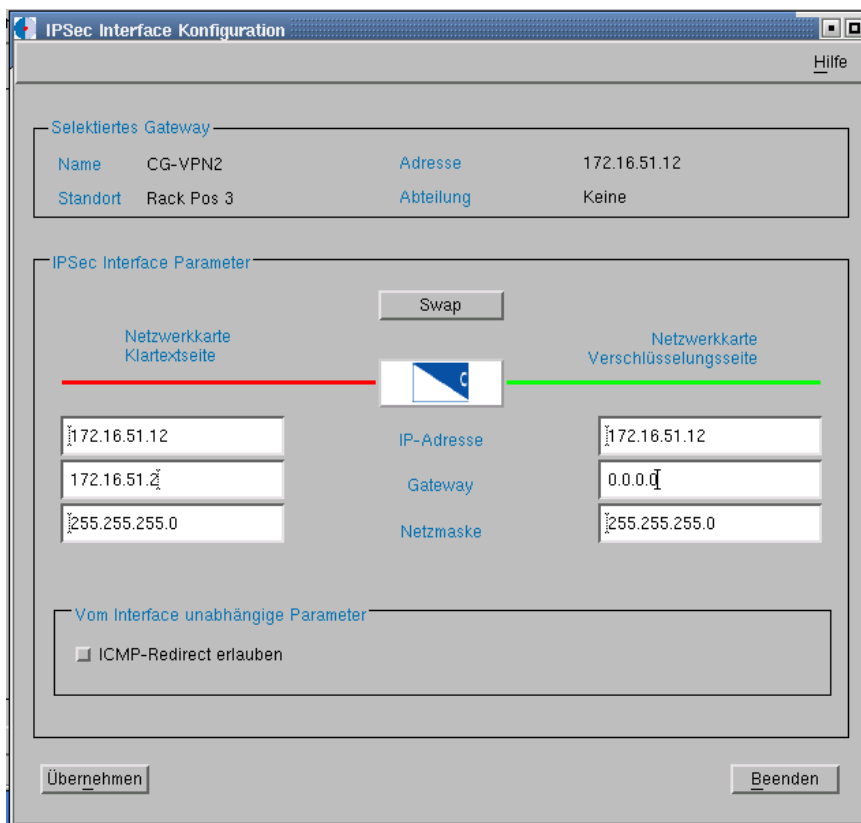 IPSec Interface Konfiguration
Hilfe
Selektiertes Gateway
Name CG-VPN2 Adresse 172.16.51.12
Standort Rack Pos 3 Abteilung Keine
IPSec Interface Parameter
Swap
Netzwerkkarte
Klartextseite
Netzwerkkarte
Verschlüsselungsseite
C
172.16.51.12 IP-Adresse 172.16.51.12
172.16.51.2 Gateway 0.0.0.0
255.255.255.0 Netzmaske 255.255.255.0
Vom Interface unabhängige Parameter
ICMP-Redirect erlauben
Übernehmen Beenden